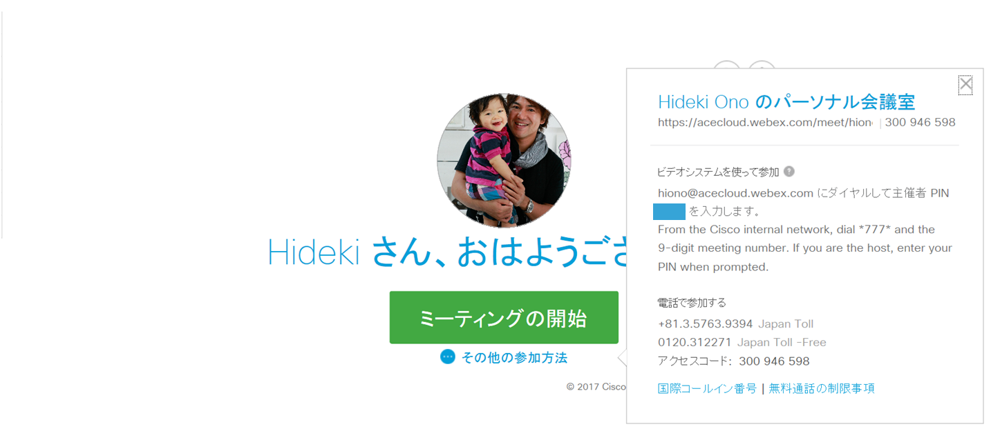 Hideki さん、おはようご
ミーティングの開始
その他の参加方法
© 2017 Cisco
Hideki Ono のパーソナル会議室
https://acecloud.webex.com/meet/hiono | 300 946 598
ビデオシステムを使って参加 ?
hiono@acecloud.webex.com にダイヤルして主催者 PIN
を入力します。
From the Cisco internal network, dial *777* and the
9-digit meeting number. If you are the host, enter your
PIN when prompted.
電話で参加する
+81.3.5763.9394 Japan Toll
0120.312271 Japan Toll -Free
アクセスコード: 300 946 598
国際コールイン番号 | 無料通話の制限事項